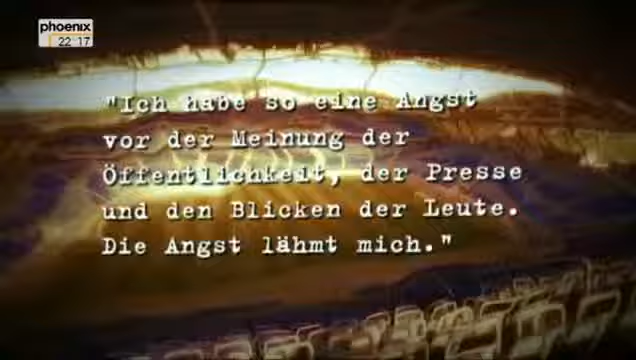 phoenix
22 17
"Ich habe so eine Angst
vor der Meinung der
Öffentlichkeit, der Presse
und den Blicken der Leute.
Die Angst lähmt mich."